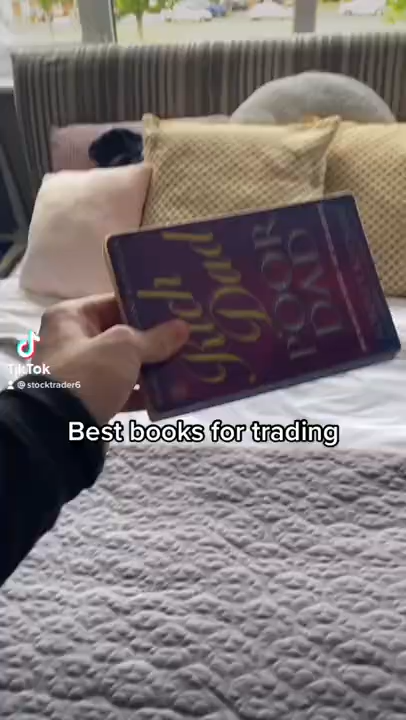 Rich
Dad
POOR
DAD
TikTok
@stocktrader6
Best books for trading